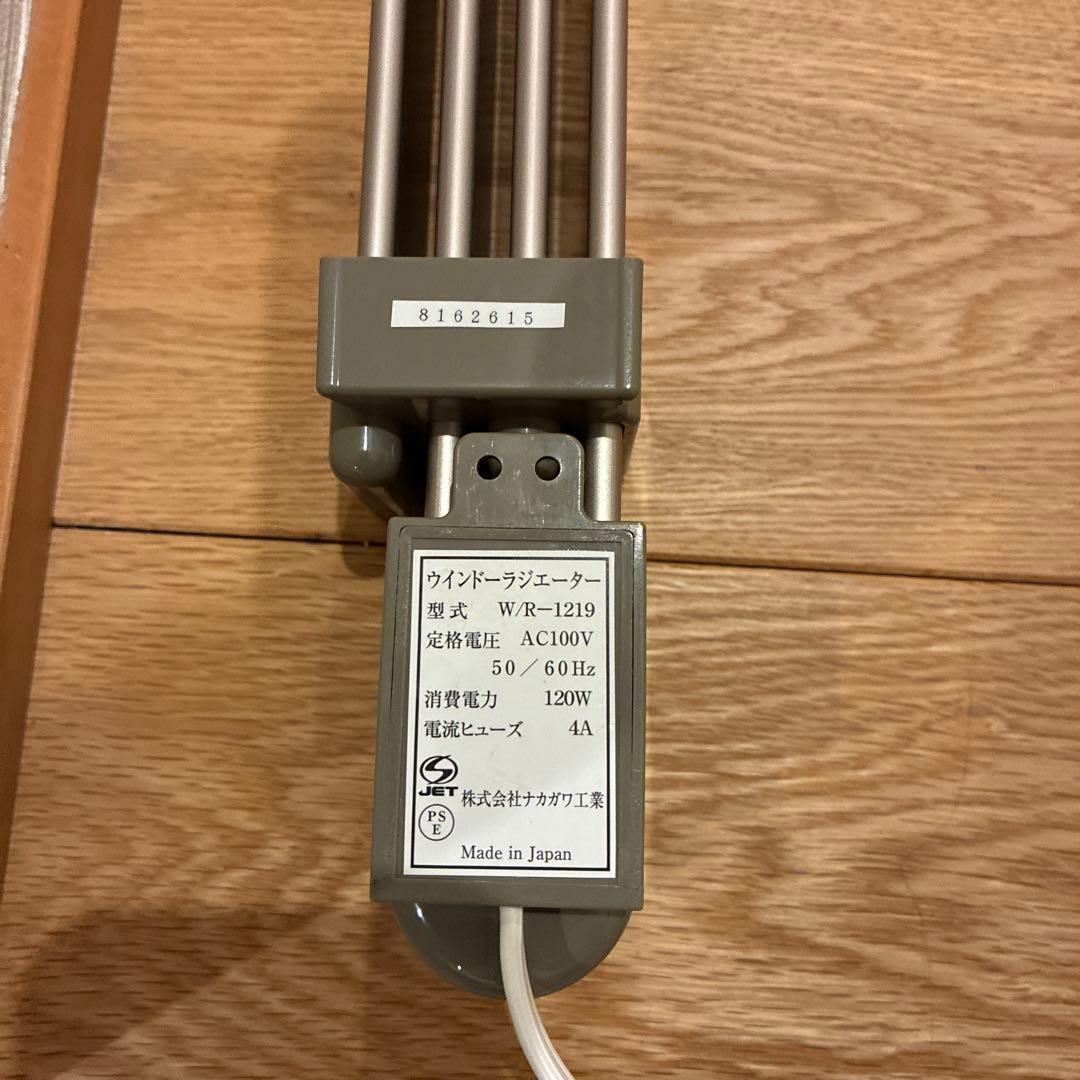 8162615
ウインドーラジエーター
型式 W/R-1219
定格電圧 AC100V
50/60Hz
消費電力 120W
電流ヒューズ 4A
JET
株式会社ナカガワ工業
PS
E
Made in Japan